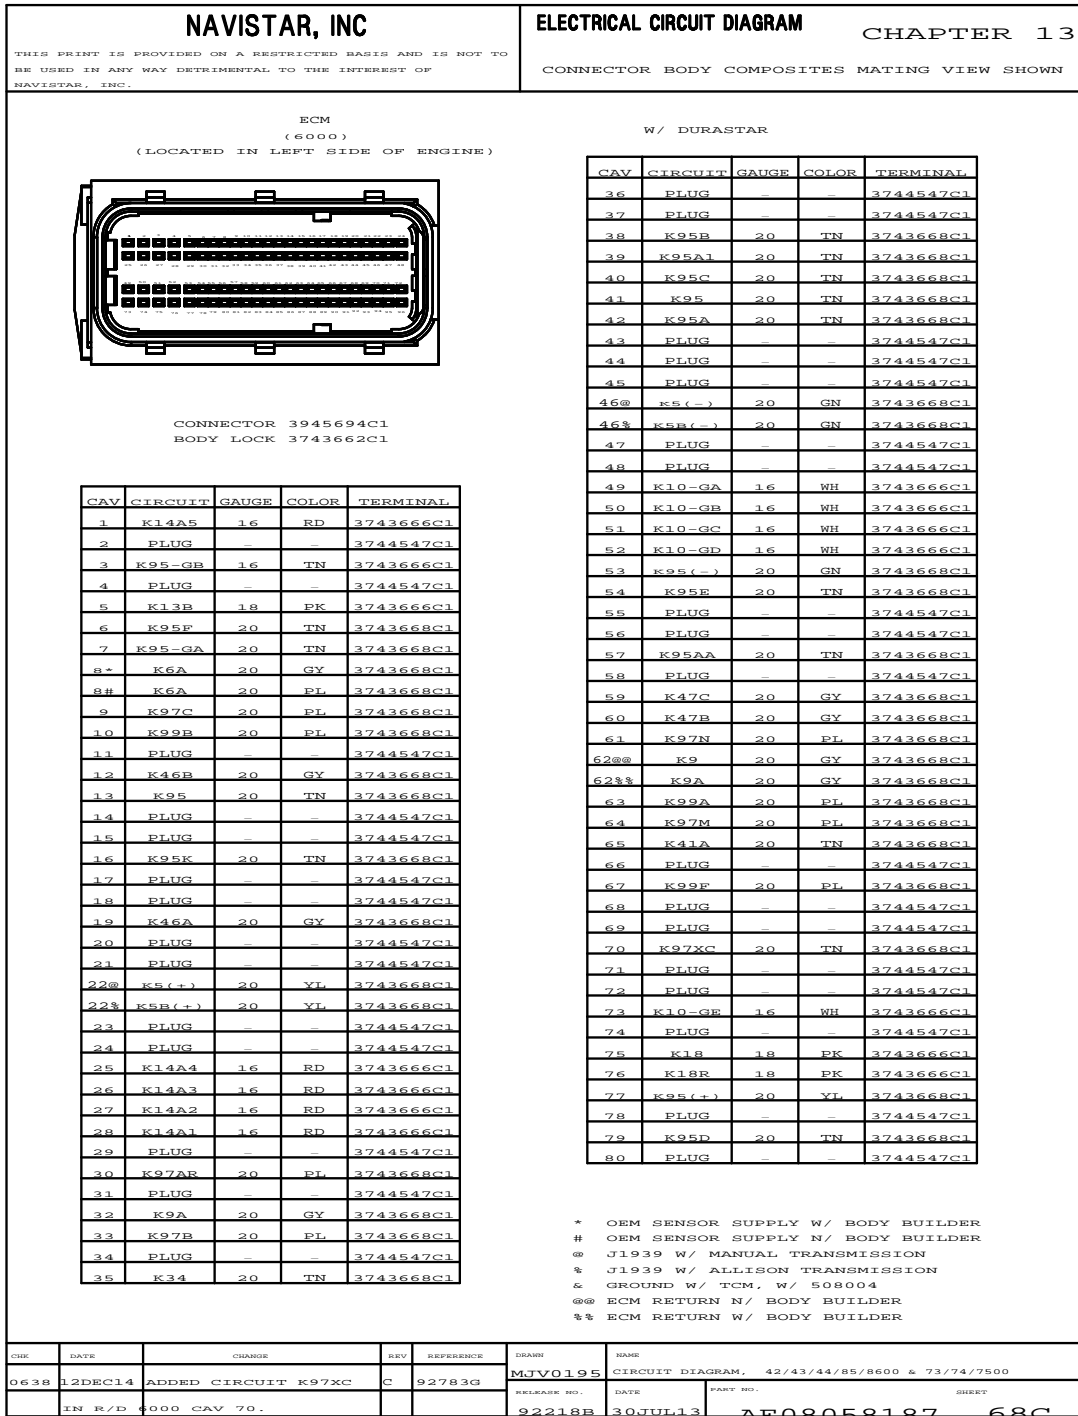 NAVISTAR, INC
THIS PRINT IS PROVIDED ON A RESTRICTED BASIS AND IS NOT TO
BE USED IN ANY WAY DETRIMENTAL TO THE INTEREST OF
NAVISTAR, INC.
ELECTRICAL CIRCUIT DIAGRAM
CHAPTER 13
CONNECTOR BODY COMPOSITES MATING VIEW SHOWN
ECM
(6000)
(LOCATED IN LEFT SIDE OF ENGINE)
CONNECTOR 3945694C1
BODY LOCK 3743662C1
CAV CIRCUIT GAUGE COLOR TERMINAL
1 K14A5 16 RD 3743666C1
2 PLUG – – 3744547C1
3 K95-GB 16 TN 3743666C1
4 PLUG – – 3744547C1
5 K13B 18 PK 3743666C1
6 K95F 20 TN 3743668C1
7 K95-GA 20 TN 3743668C1
8* K6A 20 GY 3743668C1
8# K6A 20 PL 3743668C1
9 K97C 20 PL 3743668C1
10 K99B 20 PL 3743668C1
11 PLUG – – 3744547C1
12 K46B 20 GY 3743668C1
13 K95 20 TN 3743668C1
14 PLUG – – 3744547C1
15 PLUG – – 3744547C1
16 K95K 20 TN 3743668C1
17 PLUG – – 3744547C1
18 PLUG – – 3744547C1
19 K46A 20 GY 3743668C1
20 PLUG – – 3744547C1
21 PLUG – – 3744547C1
22@ K5(+) 20 YL 3743668C1
22% K5B(+) 20 YL 3743668C1
23 PLUG – – 3744547C1
24 PLUG – – 3744547C1
25 K14A4 16 RD 3743666C1
26 K14A3 16 RD 3743666C1
27 K14A2 16 RD 3743666C1
28 K14A1 16 RD 3743666C1
29 PLUG – – 3744547C1
30 K97AR 20 PL 3743668C1
31 PLUG – – 3744547C1
32 K9A 20 GY 3743668C1
33 K97B 20 PL 3743668C1
34 PLUG – – 3744547C1
35 K34 20 TN 3743668C1
W/ DURASTAR
CAV CIRCUIT GAUGE COLOR TERMINAL
36 PLUG – – 3744547C1
37 PLUG – – 3744547C1
38 K95B 20 TN 3743668C1
39 K95A1 20 TN 3743668C1
40 K95C 20 TN 3743668C1
41 K95 20 TN 3743668C1
42 K95A 20 TN 3743668C1
43 PLUG – – 3744547C1
44 PLUG – – 3744547C1
45 PLUG – – 3744547C1
46@ K5(-) 20 GN 3743668C1
46% K5B(-) 20 GN 3743668C1
47 PLUG – – 3744547C1
48 PLUG – – 3744547C1
49 K10-GA 16 WH 3743666C1
50 K10-GB 16 WH 3743666C1
51 K10-GC 16 WH 3743666C1
52 K10-GD 16 WH 3743666C1
53 K95(-) 20 GN 3743668C1
54 K95E 20 TN 3743668C1
55 PLUG – – 3744547C1
56 PLUG – – 3744547C1
57 K95AA 20 TN 3743668C1
58 PLUG – – 3744547C1
59 K47C 20 GY 3743668C1
60 K47B 20 GY 3743668C1
61 K97N 20 PL 3743668C1
62@@ K9 20 GY 3743668C1
62%% K9A 20 GY 3743668C1
63 K99A 20 PL 3743668C1
64 K97M 20 PL 3743668C1
65 K41A 20 TN 3743668C1
66 PLUG – – 3744547C1
67 K99F 20 PL 3743668C1
68 PLUG – – 3744547C1
69 PLUG – – 3744547C1
70 K97XC 20 TN 3743668C1
71 PLUG – – 3744547C1
72 PLUG – – 3744547C1
73 K10-GE 16 WH 3743666C1
74 PLUG – – 3744547C1
75 K18 18 PK 3743666C1
76 K18R 18 PK 3743666C1
77 K95(+) 20 YL 3743668C1
78 PLUG – – 3744547C1
79 K95D 20 TN 3743668C1
80 PLUG – – 3744547C1
* OEM SENSOR SUPPLY W/ BODY BUILDER
# OEM SENSOR SUPPLY N/ BODY BUILDER
@ J1939 W/ MANUAL TRANSMISSION
% J1939 W/ ALLISON TRANSMISSION
& GROUND W/ TCM, W/ 508004
@@ ECM RETURN N/ BODY BUILDER
%% ECM RETURN W/ BODY BUILDER
CHK DATE CHANGE REV REFERENCE
0638 12DEC14 ADDED CIRCUIT K97XC C 92783G
IN R/D 6000 CAV 70.
DRAWN NAME
MJV0195 CIRCUIT DIAGRAM, 42/43/44/85/8600 & 73/74/7500
RELEASE NO. DATE PART NO. SHEET
92218B 30JUL13 AF08058187 68C